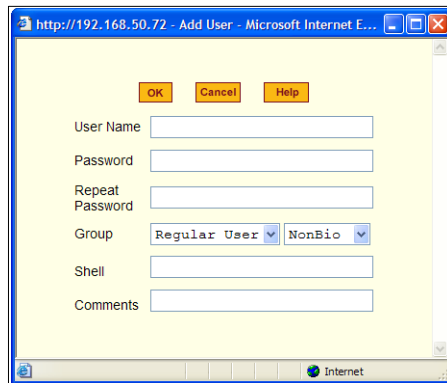 http://192.168.50.72 - Add User - Microsoft Internet E...
OK Cancel Help
User Name
Password
Repeat
Password
Group Regular User NonBio
Shell
Comments
Internet